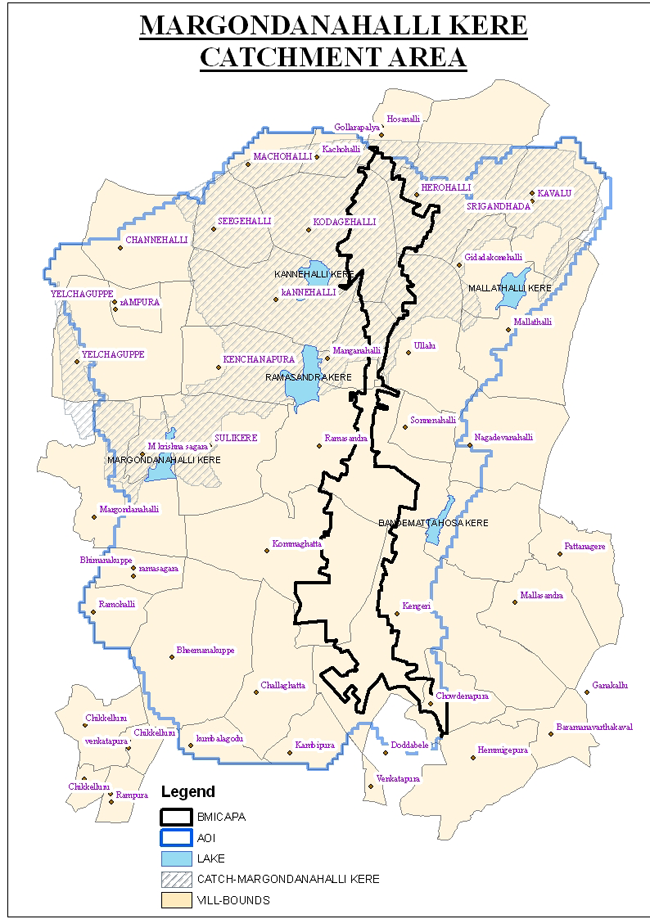 MARGONDANAHALLI KERE
CATCHMENT AREA
Hosanalli
Gollarapalya
Kachohalli
MACHOHALLI
HEROHALLI
KAVALU
SRIGANDHADA
SEEGEHALLI
KODAGEHALLI
CHANNEHALLI
Gidadakonehalli
KANNEHALLI KERE
MALLATHALLI KERE
kANNEHALLI
YELCHAGUPPE
rAMPURA
Mallathalli
YELCHAGUPPE
KENCHANAPURA
Manganahalli
Ullalu
RAMASANDRA KERE
Sonnenahalli
SULIKERE
Ramasandra
Nagadevanahalli
M krishna sagara
MARGONDANAHALLI KERE
Margondanahalli
BANDEMATTA HOSA KERE
Kommaghatta
Pattanagere
Bhimanakuppe
ramasagara
Mallasandra
Ramohalli
Kengeri
Bheemanakuppe
Challaghatta
Ganakallu
Chowdenapura
Chikkelluru
Chikkelluru
venkatapura
kumbalagodu
Kambipura
Doddabele
Hemmigepura
Baramanavarthakaval
Chikkelluru
Rampura
Venkatapura
Legend
BMICAPA
AOI
LAKE
CATCH-MARGONDANAHALLI KERE
VILL-BOUNDS